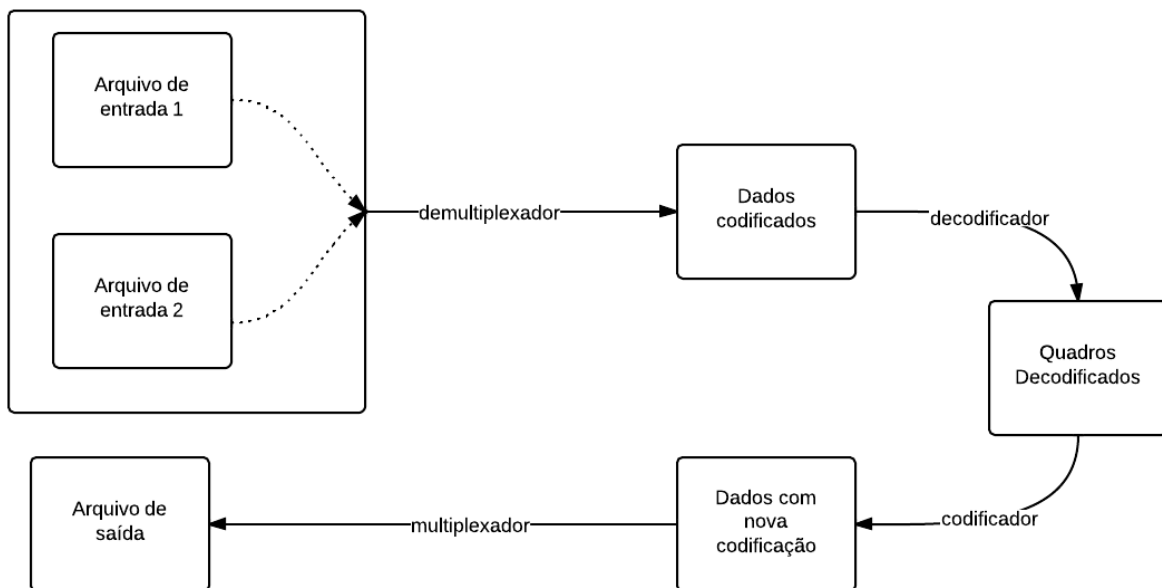 Arquivo de
entrada 1
Arquivo de
entrada 2
demultiplexador
Dados
codificados
decodificador
Quadros
Decodificados
codificador
Dados com
nova
codificação
multiplexador
Arquivo de
saída